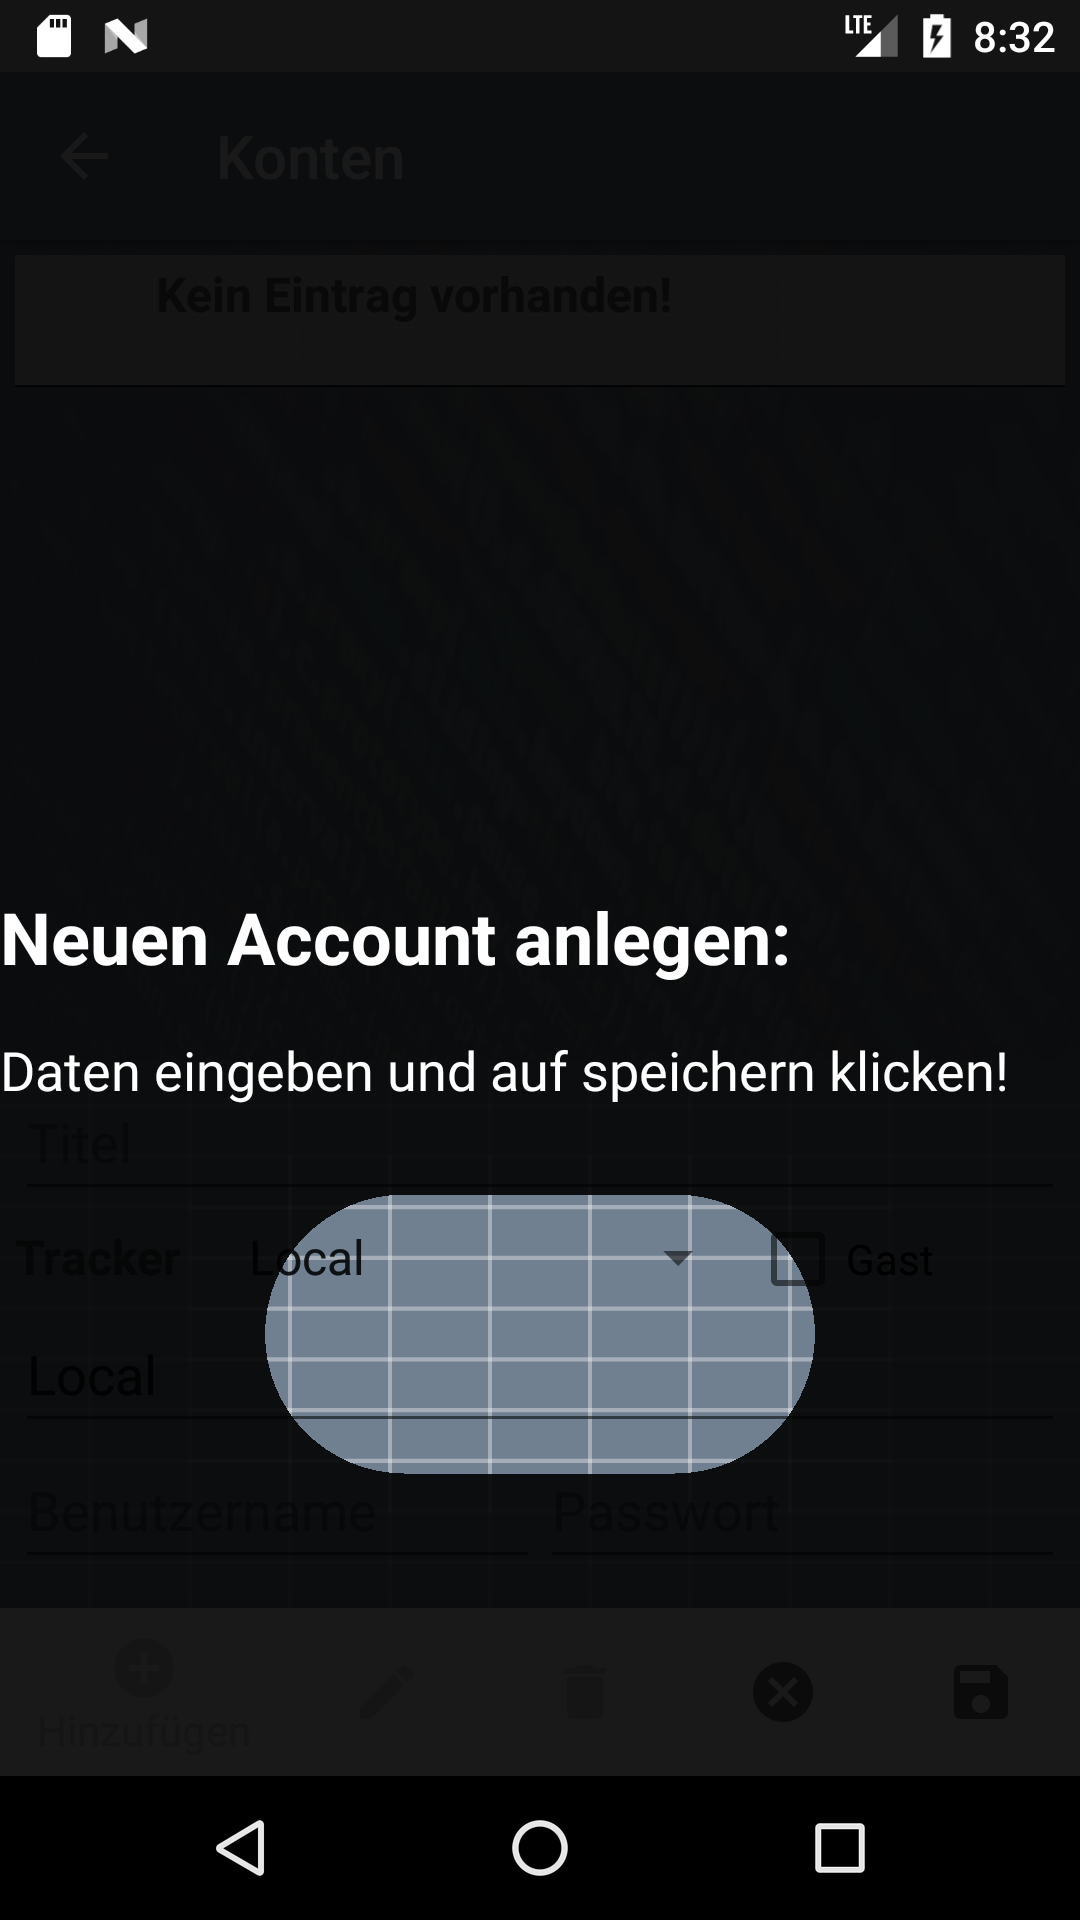 LTE 8:32
Konten
Kein Eintrag vorhanden!
Neuen Account anlegen:
Daten eingeben und auf speichern klicken!
Titel
Tracker Local Gast
Local
Benutzername Passwort
Hinzufügen